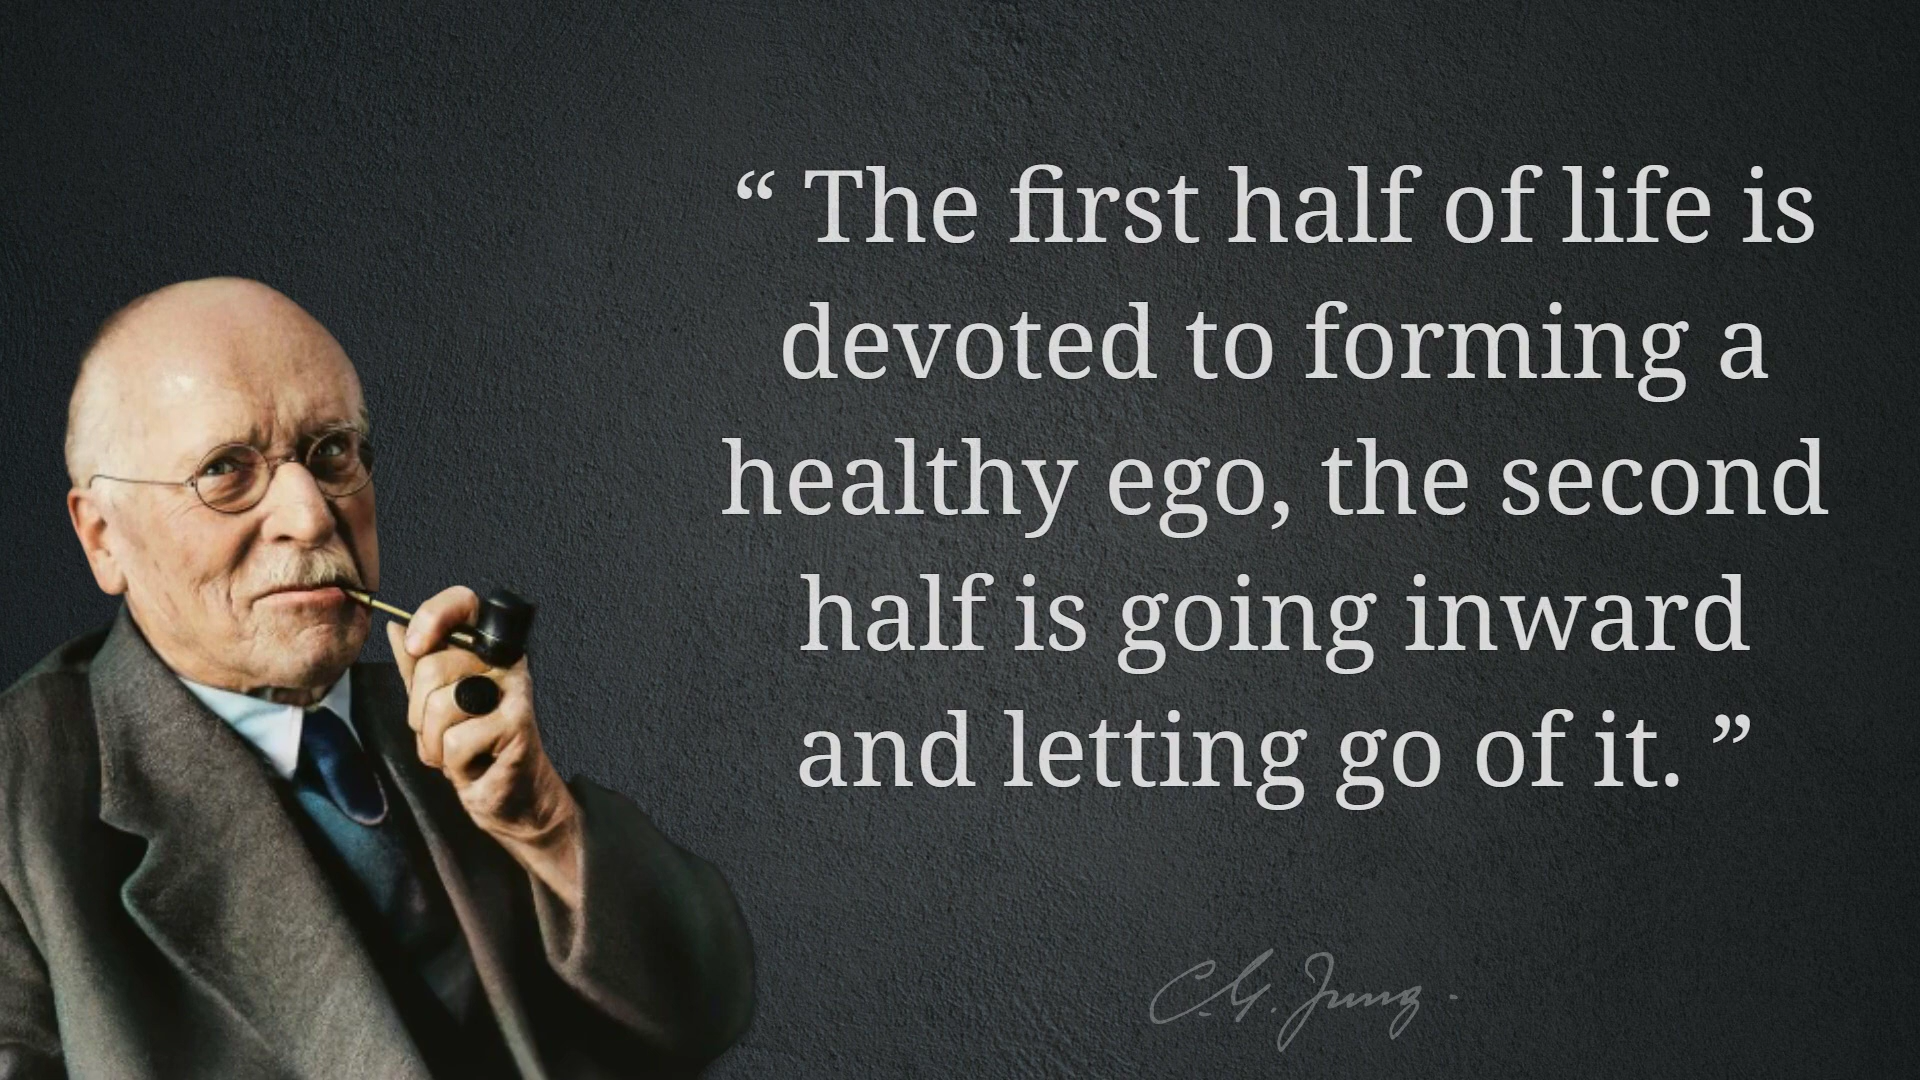 “ The first half of life is
devoted to forming a
healthy ego, the second
half is going inward
and letting go of it. ”
C.G. Jung.